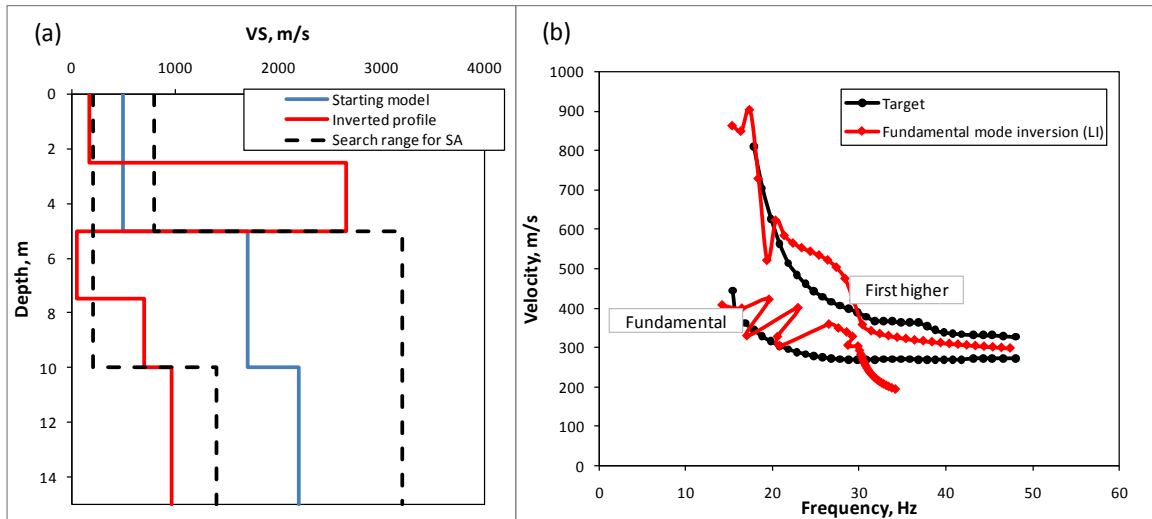 (a)
VS, m/s
0 1000 2000 3000 4000
0
2
4
6
8
10
12
14
Depth, m
Starting model
Inverted profile
Search range for SA
(b)
1000
900
800
700
600
500
400
300
200
100
0
Velocity, m/s
Target
Fundamental mode inversion (LI)
First higher
Fundamental
0 10 20 30 40 50 60
Frequency, Hz